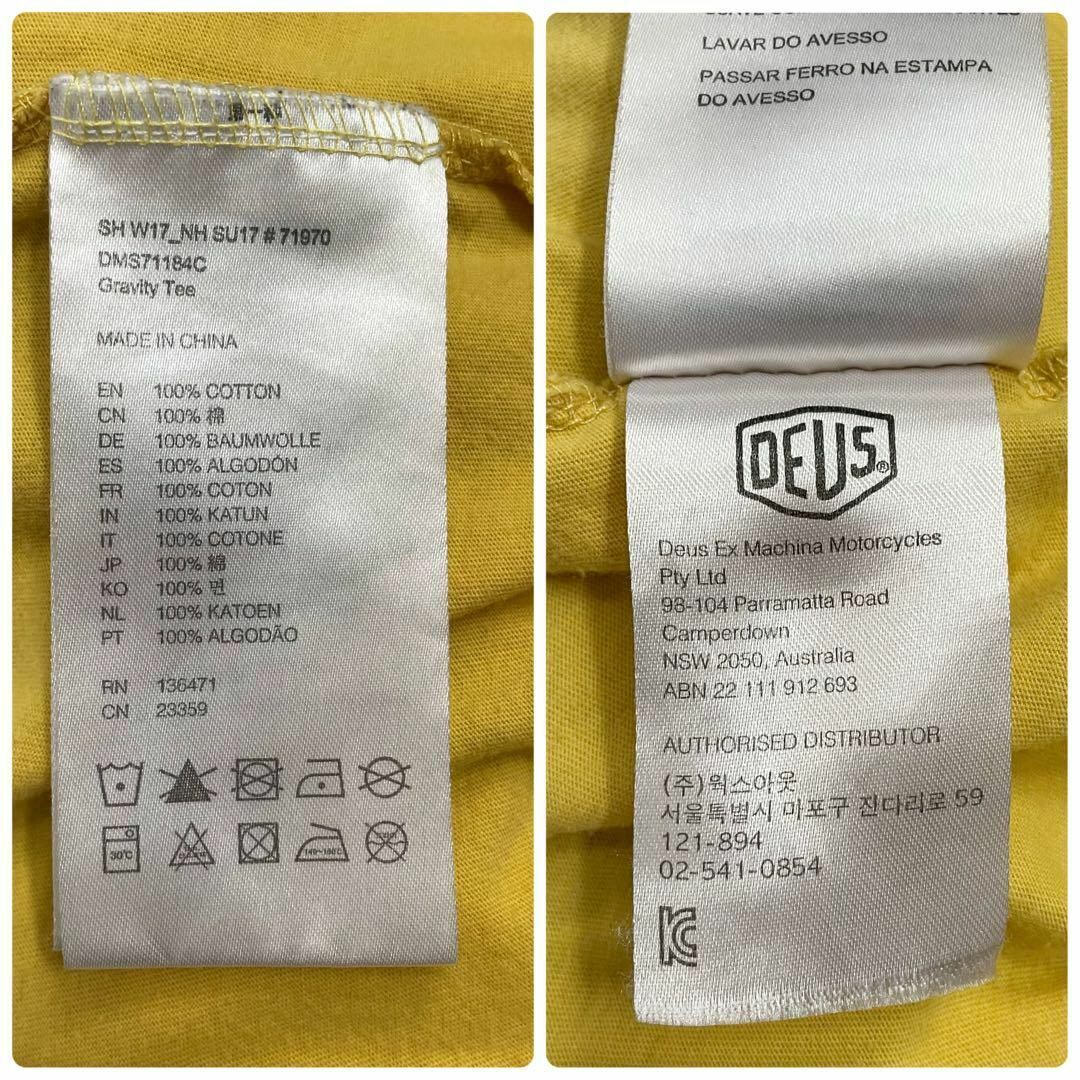 SH W17_NH SU17 # 71970
DMS71184C
Gravity Tee
MADE IN CHINA
EN 100% COTTON
CN 100% 棉
DE 100% BAUMWOLLE
ES 100% ALGODÓN
FR 100% COTON
IN 100% KATUN
IT 100% COTONE
JP 100% 綿
KO 100% 면
NL 100% KATOEN
PT 100% ALGODÃO
RN 136471
CN 23359
30°C
LAVAR DO AVESSO
PASSAR FERRO NA ESTAMPA
DO AVESSO
DEUS®
Deus Ex Machina Motorcycles
Pty Ltd
98-104 Parramatta Road
Camperdown
NSW 2050, Australia
ABN 22 111 912 693
AUTHORISED DISTRIBUTOR
(주)웍스아웃
서울특별시 미포구 잔다리로 59
121-894
02-541-0854